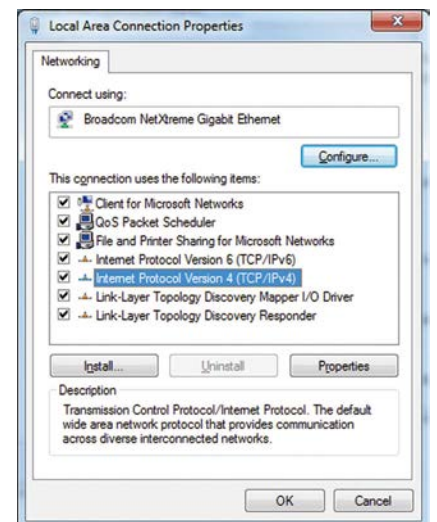 Local Area Connection Properties
Networking
Connect using:
Broadcom NetXtreme Gigabit Ethernet
Configure...
This connection uses the following items:
Client for Microsoft Networks
QoS Packet Scheduler
File and Printer Sharing for Microsoft Networks
Internet Protocol Version 6 (TCP/IPv6)
Internet Protocol Version 4 (TCP/IPv4)
Link-Layer Topology Discovery Mapper I/O Driver
Link-Layer Topology Discovery Responder
Install...
Uninstall
Properties
Description
Transmission Control Protocol/Internet Protocol. The default
wide area network protocol that provides communication
across diverse interconnected networks.
OK
Cancel